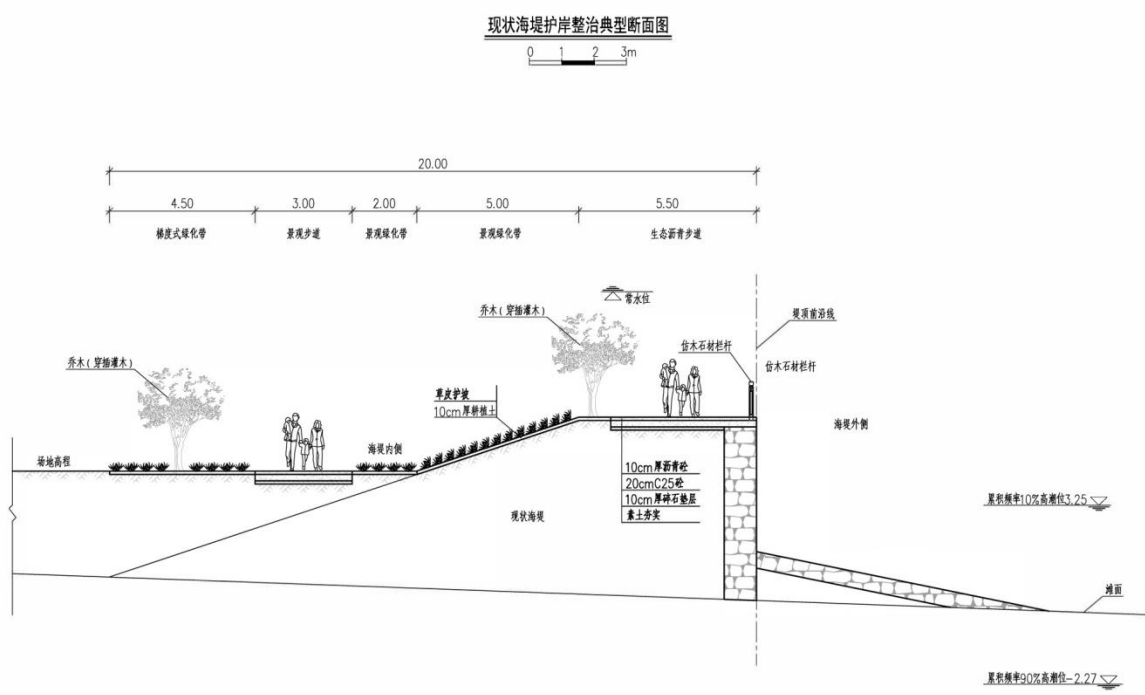 现状海堤护岸整治典型断面图
0 1 2 3m
20.00
4.50 3.00 2.00 5.00 5.50
梯度式绿化带 景观步道 景观绿化带 景观绿化带 生态沥青步道
常水位
乔木(穿插灌木)
堤顶前沿线
仿木石材栏杆
乔木(穿插灌木)
仿木石材栏杆
草皮护坡
10cm厚耕植土
海堤内侧
海堤外侧
场地高程
10cm厚沥青砼
20cmC25砼
10cm厚碎石垫层
素土夯实
现状海堤
累积频率10%高潮位3.25
滩面
累积频率90%高潮位-2.27